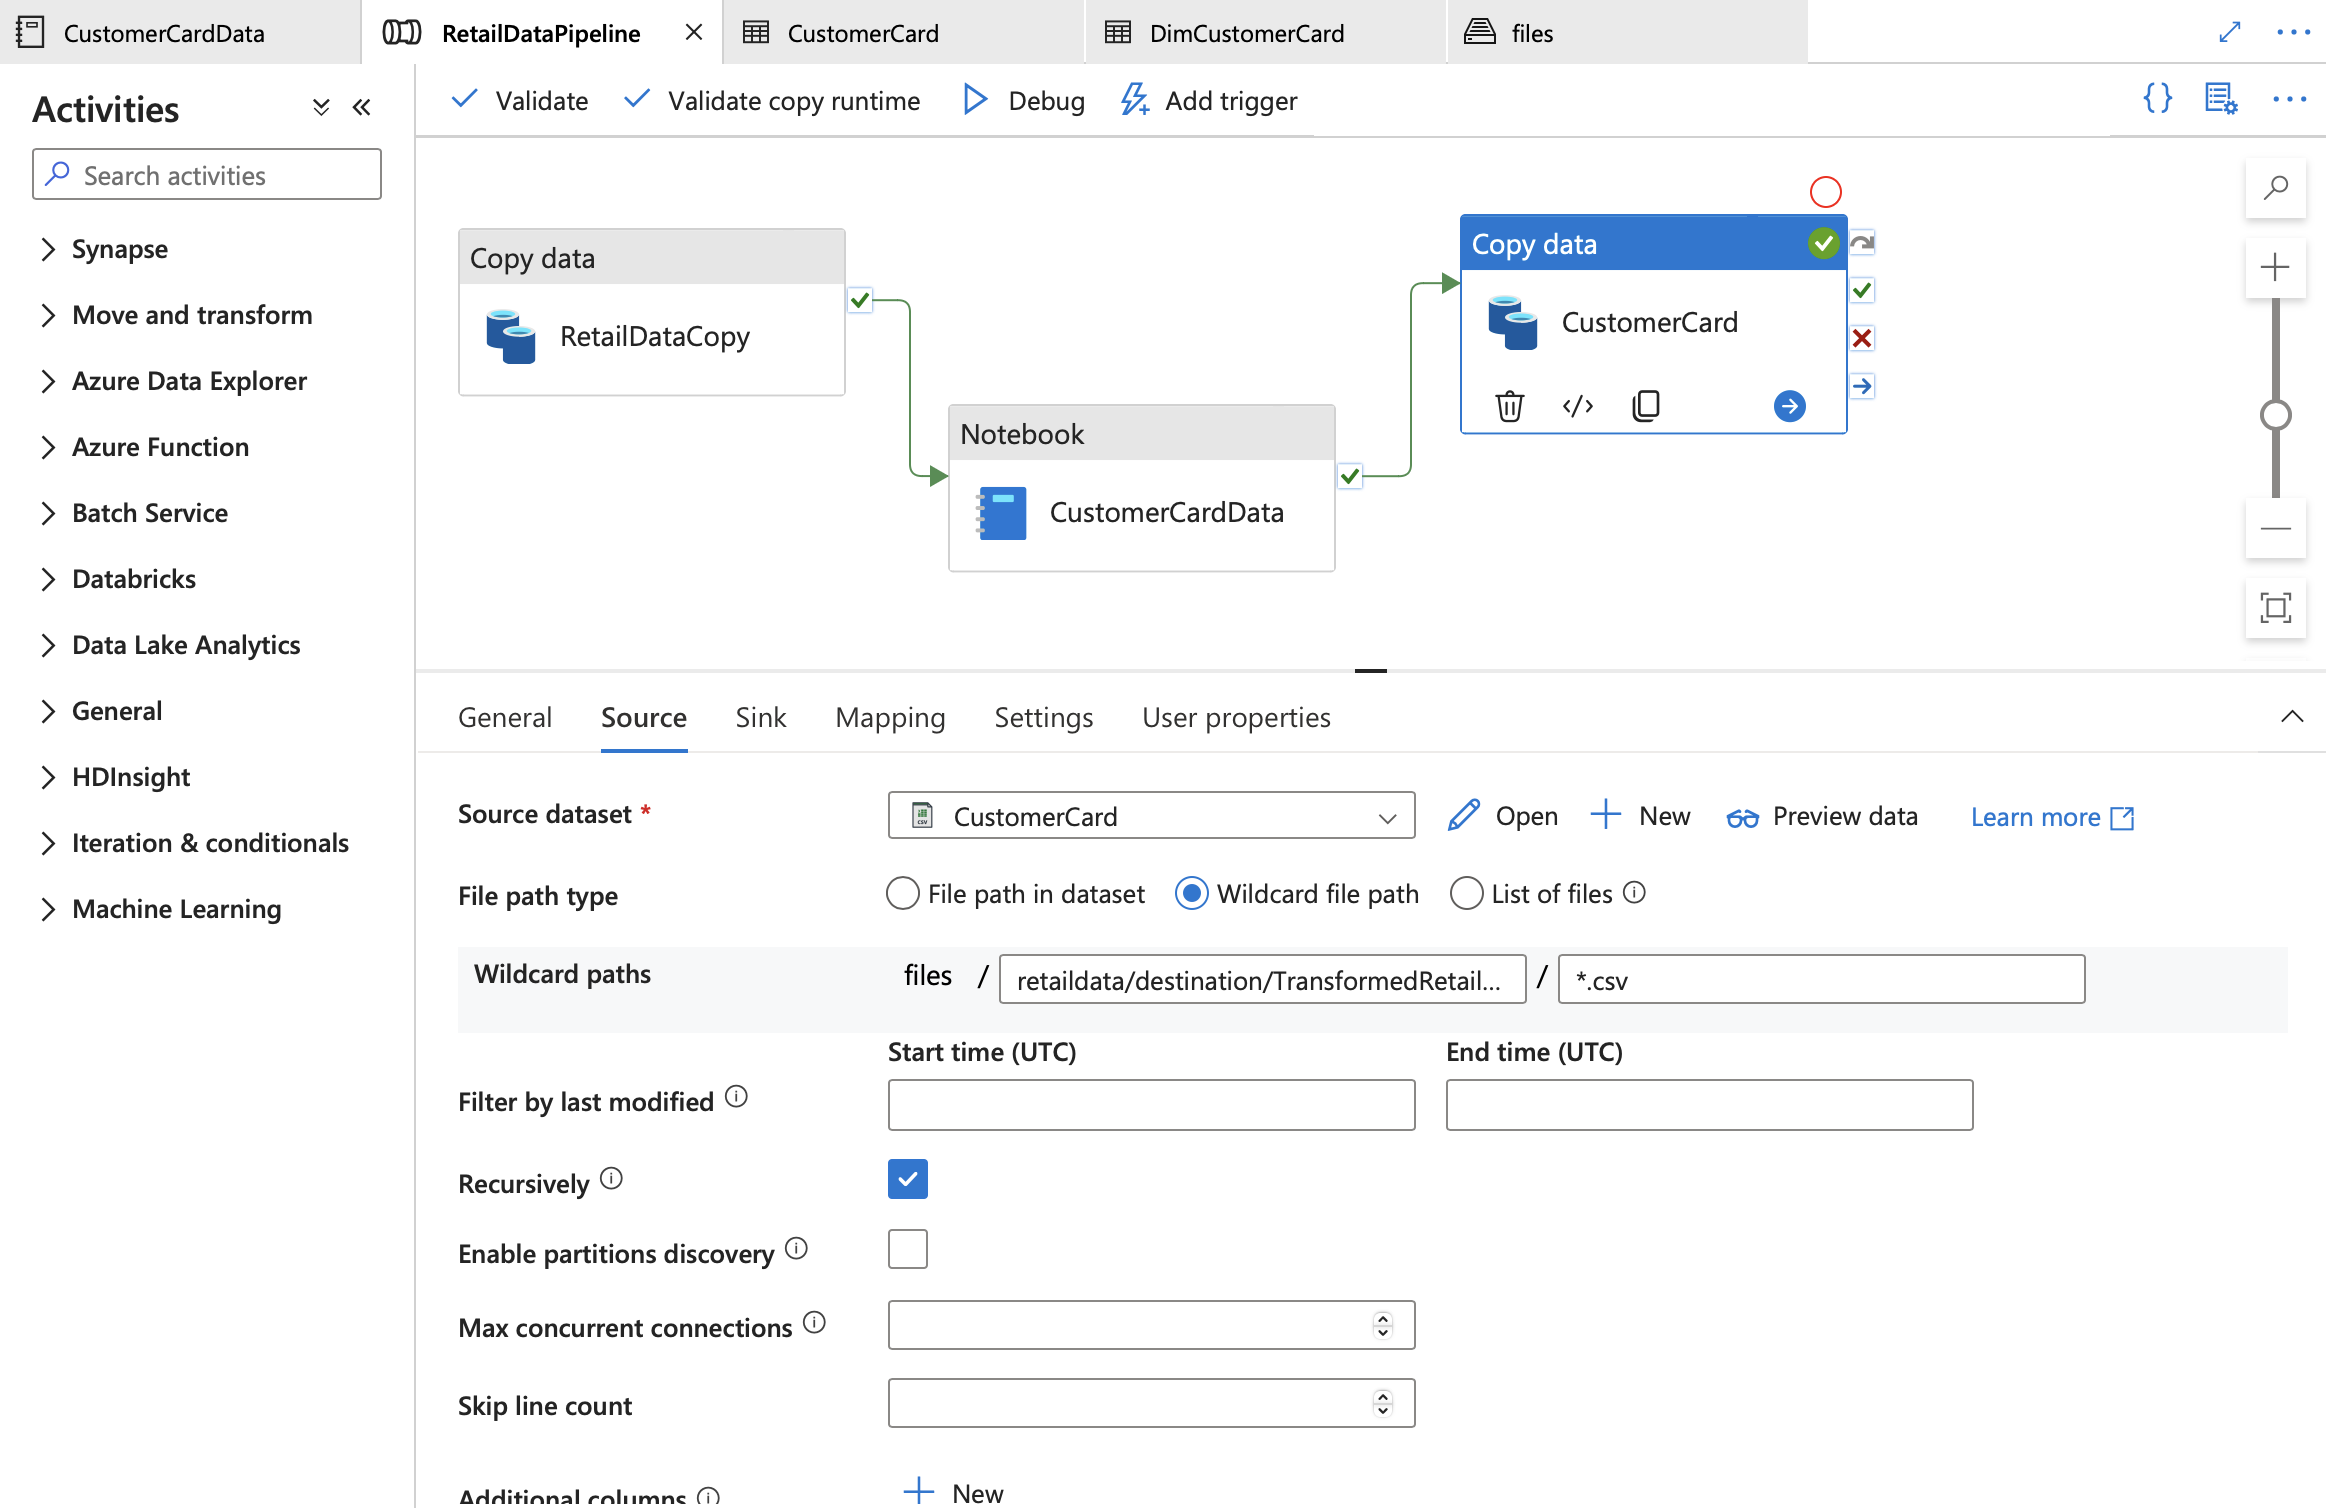 CustomerCardData
RetailDataPipeline
CustomerCard
DimCustomerCard
files
Activities
Search activities
Synapse
Move and transform
Azure Data Explorer
Azure Function
Batch Service
Databricks
Data Lake Analytics
General
HDInsight
Iteration & conditionals
Machine Learning
Validate
Validate copy runtime
Debug
Add trigger
Copy data
RetailDataCopy
Notebook
CustomerCardData
Copy data
CustomerCard
General
Source
Sink
Mapping
Settings
User properties
Source dataset *
CustomerCard
Open
New
Preview data
Learn more
File path type
File path in dataset
Wildcard file path
List of files
Wildcard paths
files / retaildata/destination/TransformedRetail... / *.csv
Start time (UTC)
End time (UTC)
Filter by last modified
Recursively
Enable partitions discovery
Max concurrent connections
Skip line count
Additional columns
New